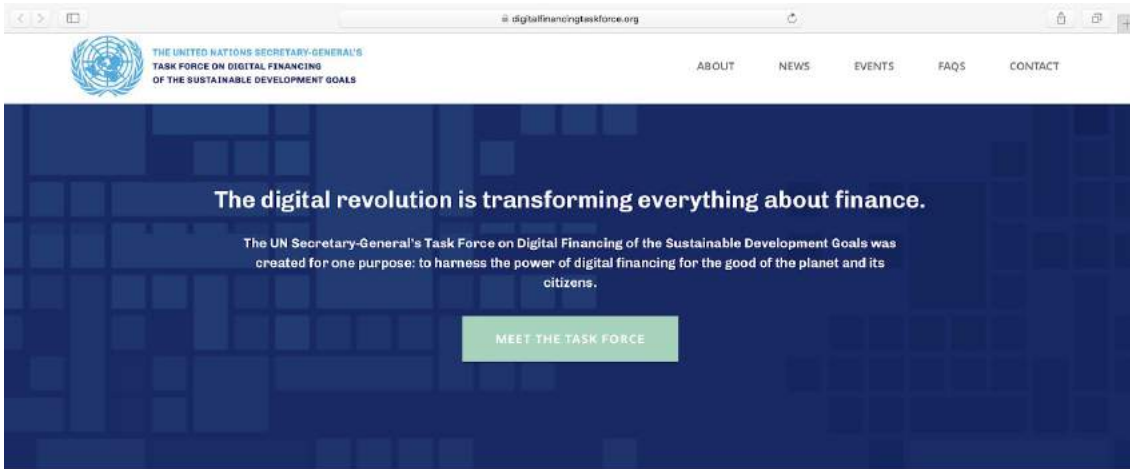 digitalfinancingtaskforce.org
THE UNITED NATIONS SECRETARY-GENERAL'S
TASK FORCE ON DIGITAL FINANCING
OF THE SUSTAINABLE DEVELOPMENT GOALS
ABOUT NEWS EVENTS FAQS CONTACT
The digital revolution is transforming everything about finance.
The UN Secretary-General's Task Force on Digital Financing of the Sustainable Development Goals was
created for one purpose: to harness the power of digital financing for the good of the planet and its
citizens.
MEET THE TASK FORCE